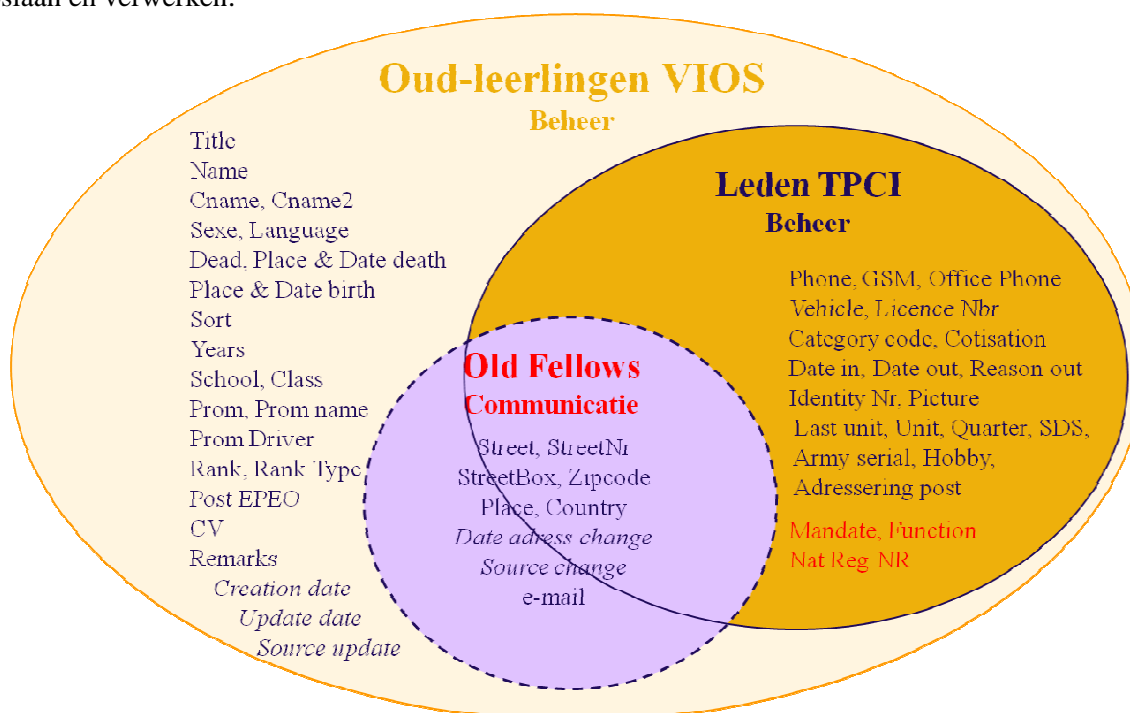 slaan en verwerken.
Oud-leerlingen VIOS
Beheer
Title
Name
Cname, Cname2
Sexe, Language
Dead, Place & Date death
Place & Date birth
Sort
Years
School, Class
Prom, Prom name
Prom Driver
Rank, Rank Type
Post EPEO
CV
Remarks
Creation date
Update date
Source update
Leden TPCI
Beheer
Phone, GSM, Office Phone
Vehicle, Licence Nbr
Category code, Cotisation
Date in, Date out, Reason out
Identity Nr, Picture
Last unit, Unit, Quarter, SDS,
Army serial, Hobby,
Adressering post
Mandate, Function
Nat Reg NR
Old Fellows
Communicatie
Street, StreetNr
StreetBox, Zipcode
Place, Country
Date adress change
Source change
e-mail